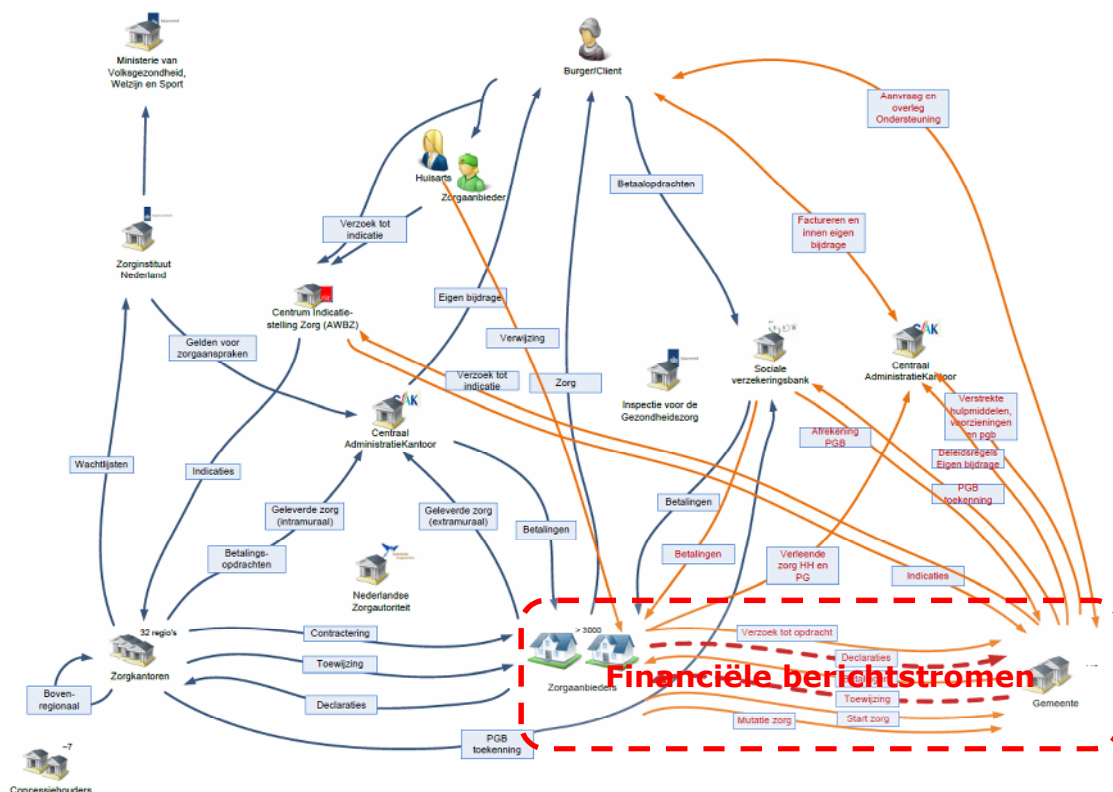 Ministerie van
Volksgezondheid,
Welzijn en Sport
Burger/Client
Aanvraag en
overleg
Ondersteuning
Huisarts
Zorgaanbieder
Betaalopdrachten
Verzoek tot
indicatie
Factureren en
innen eigen
bijdrage
Zorginstituut
Nederland
Centrum Indicatie-
stelling Zorg (AWBZ)
Eigen bijdrage
Verwijzing
Gelden voor
zorgaanspraken
Verzoek tot
indicatie
Zorg
Inspectie voor de
Gezondheidszorg
Sociale
verzekeringsbank
CAK
Centraal
AdministratieKantoor
CAK
Centraal
AdministratieKantoor
Verstrekte
hulpmiddelen,
voorzieningen
en pgb
Afrekening
PGB
Beleidsregels
Eigen bijdrage
PGB
toekenning
Wachtlijsten
Indicaties
Geleverde zorg
(intramuraal)
Geleverde zorg
(extramuraal)
Betalingen
Betalingen
Betalings-
opdrachten
Betalingen
Verleende
zorg HH en
PG
Indicaties
Nederlandse
Zorgautoriteit
32 regio's
Zorgkantoren
Contractering
Toewijzing
Declaraties
> 3000
Zorgaanbieders
Verzoek tot opdracht
Declaraties
Financiële berichtstromen
Betalingen
Toewijzing
Mutatie zorg
Start zorg
Gemeente
Boven-
regionaal
PGB
toekenning
~7
Concessiehouders